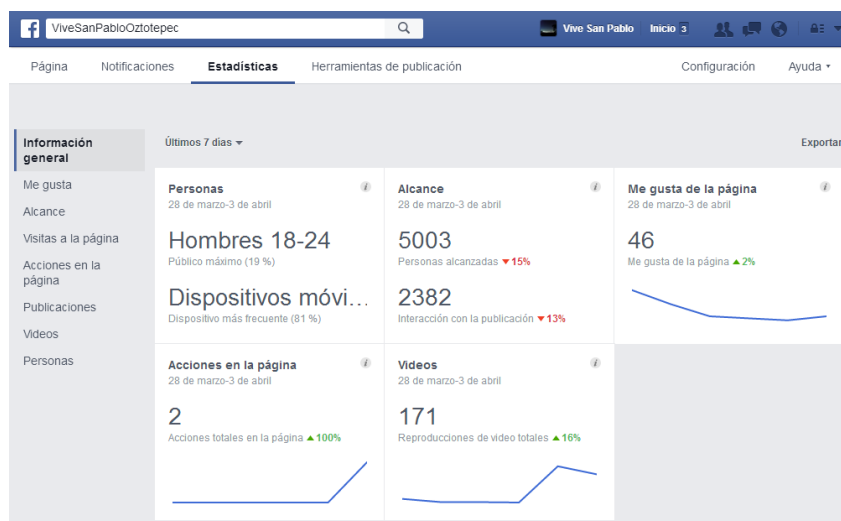 f ViveSanPabloOztotepec
Vive San Pablo Inicio 3
Página Notificaciones Estadísticas Herramientas de publicación Configuración Ayuda
Información general
Me gusta
Alcance
Visitas a la página
Acciones en la página
Publicaciones
Videos
Personas
Últimos 7 días
Exportar
Personas
28 de marzo-3 de abril
Hombres 18-24
Público máximo (19 %)
Dispositivos móvi...
Dispositivo más frecuente (81 %)
Alcance
28 de marzo-3 de abril
5003
Personas alcanzadas ▼15%
2382
Interacción con la publicación ▼13%
Me gusta de la página
28 de marzo-3 de abril
46
Me gusta de la página ▲2%
Acciones en la página
28 de marzo-3 de abril
2
Acciones totales en la página ▲100%
Videos
28 de marzo-3 de abril
171
Reproducciones de video totales ▲16%